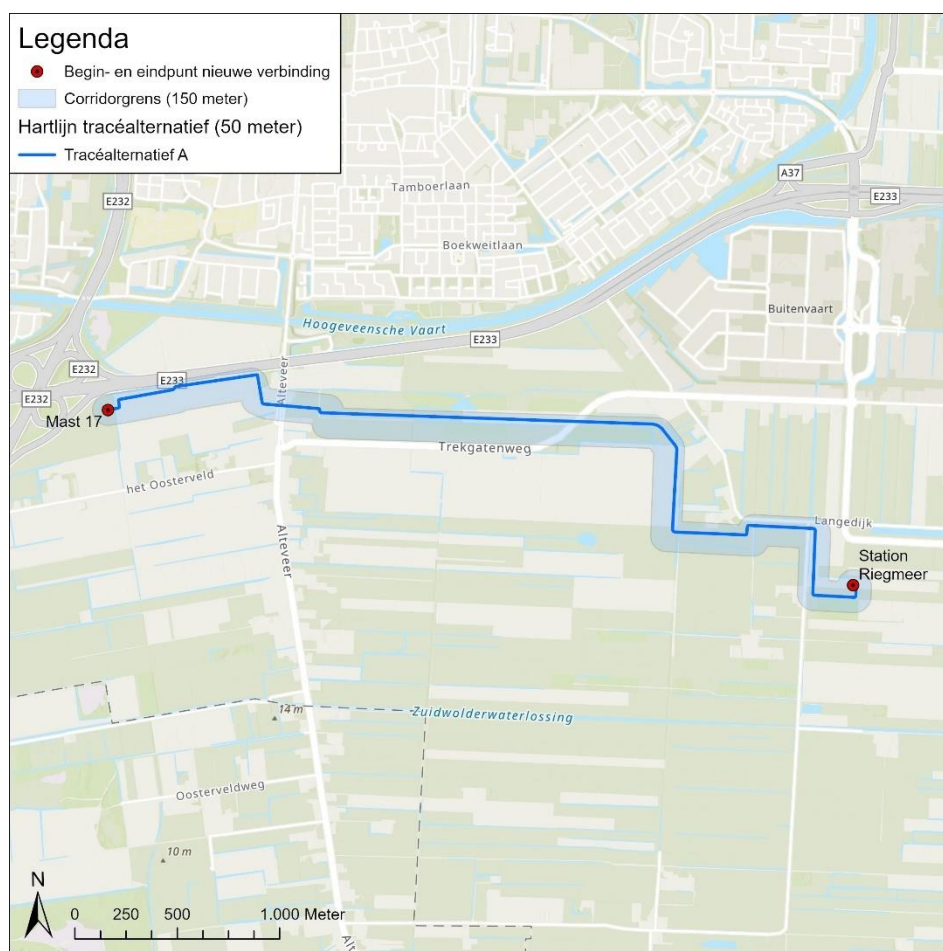 Legenda
Begin- en eindpunt nieuwe verbinding
Corridorgrens (150 meter)
Hartlijn tracéalternatief (50 meter)
Tracéalternatief A
E232
Tamboerlaan
A37
E233
Boekweitlaan
Buitenvaart
Hoogeveensche Vaart
E233
E232
E233
Alteveer
E232
Mast 17
Trekgatenweg
het Oosterveld
Langedijk
Alteveer
Station
Riegmeer
14 m
Zuidwolderwaterlossing
Oosterveldweg
10 m
N
0 250 500 1.000 Meter
Alt